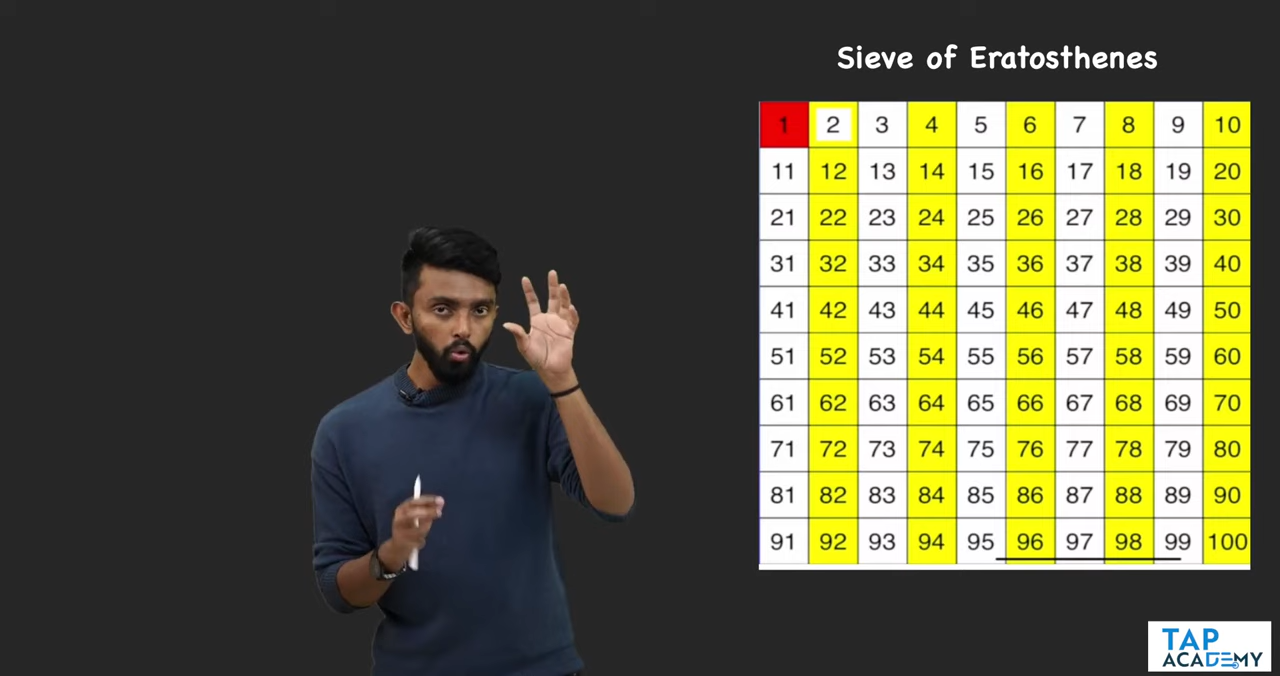 Sieve of Eratosthenes
1 2 3 4 5 6 7 8 9 10
11 12 13 14 15 16 17 18 19 20
21 22 23 24 25 26 27 28 29 30
31 32 33 34 35 36 37 38 39 40
41 42 43 44 45 46 47 48 49 50
51 52 53 54 55 56 57 58 59 60
61 62 63 64 65 66 67 68 69 70
71 72 73 74 75 76 77 78 79 80
81 82 83 84 85 86 87 88 89 90
91 92 93 94 95 96 97 98 99 100
TAP
ACADEMY